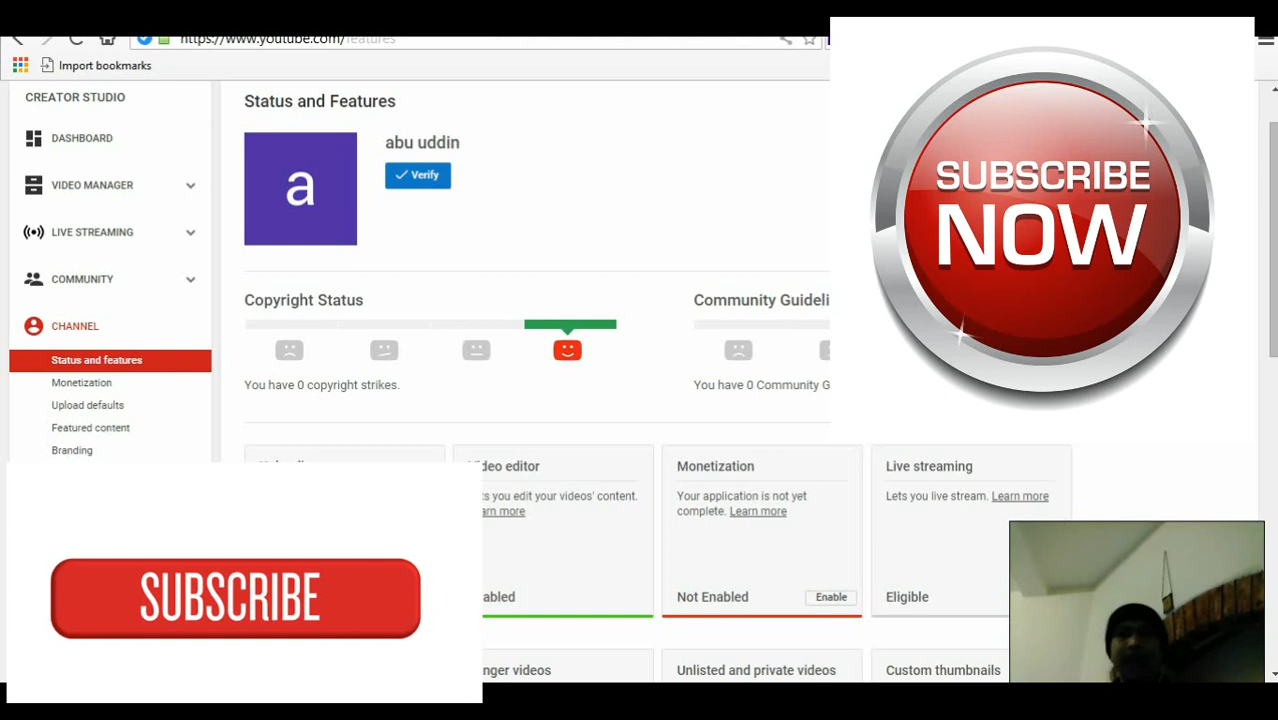 https://www.youtube.com/features
Import bookmarks
CREATOR STUDIO
DASHBOARD
VIDEO MANAGER
LIVE STREAMING
COMMUNITY
CHANNEL
Status and features
Monetization
Upload defaults
Featured content
Branding
Status and Features
a
abu uddin
Verify
Copyright Status
You have 0 copyright strikes.
Community Guideli
You have 0 Community G
SUBSCRIBE
NOW
deo editor
s you edit your videos' content.
arn more
abled
Monetization
Your application is not yet
complete. Learn more
Not Enabled
Enable
Live streaming
Lets you live stream. Learn more
Eligible
SUBSCRIBE
nger videos
Unlisted and private videos
Custom thumbnails